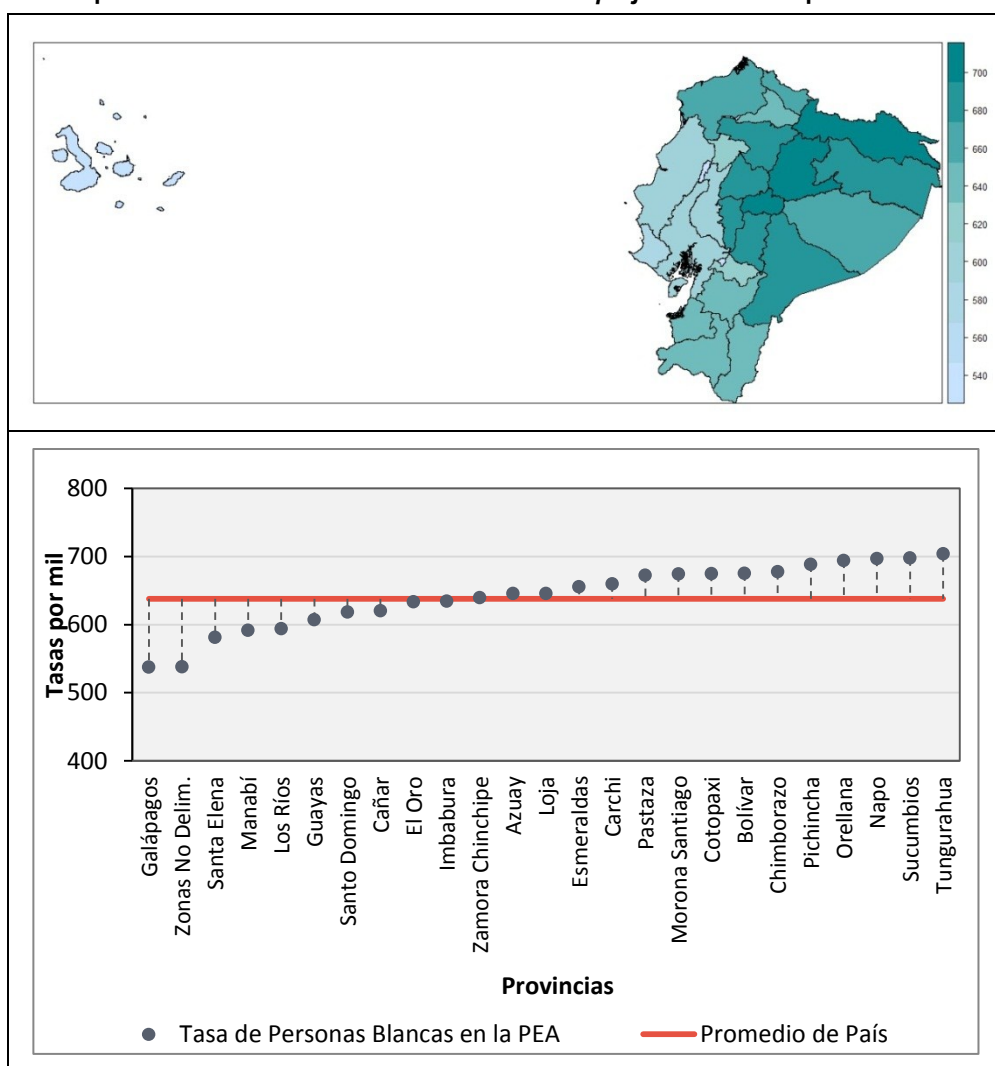 700
680
660
640
620
600
580
560
540
800
700
600
500
400
Tasas por mil
Galápagos
Zonas No Delim.
Santa Elena
Manabí
Los Ríos
Guayas
Santo Domingo
Cañar
El Oro
Imbabura
Zamora Chinchipe
Azuay
Loja
Esmeraldas
Carchi
Pastaza
Morona Santiago
Cotopaxi
Bolívar
Chimborazo
Pichincha
Orellana
Napo
Sucumbios
Tungurahua
Provincias
Tasa de Personas Blancas en la PEA
Promedio de País